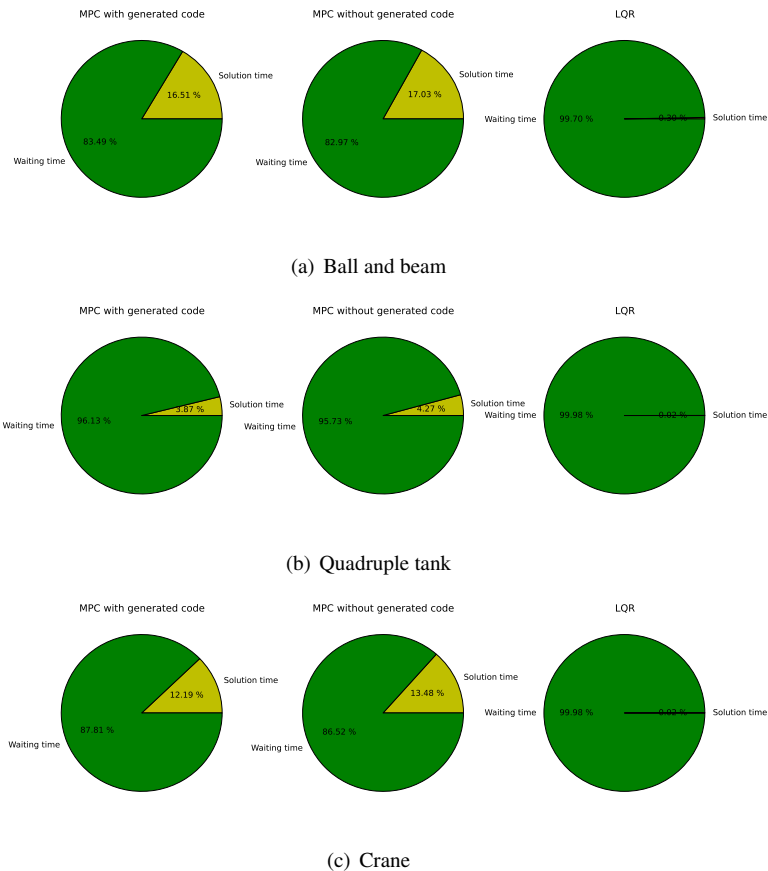 MPC with generated code
MPC without generated code
LQR
Solution time
16.51 %
83.49 %
Waiting time
Solution time
17.03 %
82.97 %
Waiting time
Waiting time
99.70 %
0.30 %
Solution time
(a) Ball and beam
MPC with generated code
MPC without generated code
LQR
Solution time
3.87 %
96.13 %
Waiting time
Solution time
4.27 %
95.73 %
Waiting time
Waiting time
99.98 %
0.02 %
Solution time
(b) Quadruple tank
MPC with generated code
MPC without generated code
LQR
Solution time
12.19 %
87.81 %
Waiting time
Solution time
13.48 %
86.52 %
Waiting time
Waiting time
99.98 %
0.02 %
Solution time
(c) Crane